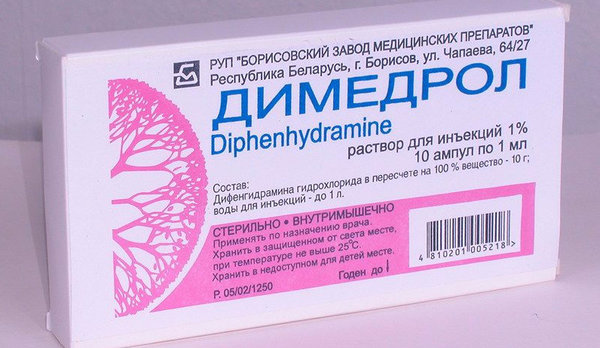 РУП "БОРИСОВСКИЙ ЗАВОД МЕДИЦИНСКИХ ПРЕПАРАТОВ"
Республика Беларусь, г. Борисов, ул. Чапаева, 64/27
ДИМЕДРОЛ
Diphenhydramine
раствор для инъекций 1%
10 ампул по 1 мл
Состав:
Дифенгидрамина гидрохлорида в пересчете на 100 % вещество - 10 г;
воды для инъекций - до 1 л.
СТЕРИЛЬНО • ВНУТРИМЫШЕЧНО
Применять по назначению врача.
Хранить в защищенном от света месте,
при температуре не выше 25°С.
Хранить в недоступном для детей месте.
Годен до
Р. 05/02/1250
4 810201 005218 >